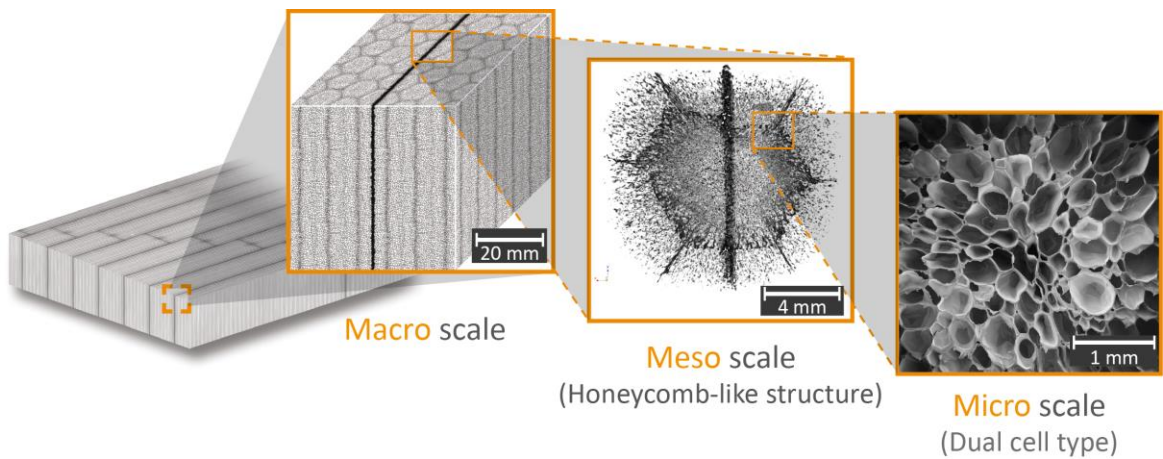 20 mm
Macro scale
4 mm
Meso scale
(Honeycomb-like structure)
1 mm
Micro scale
(Dual cell type)